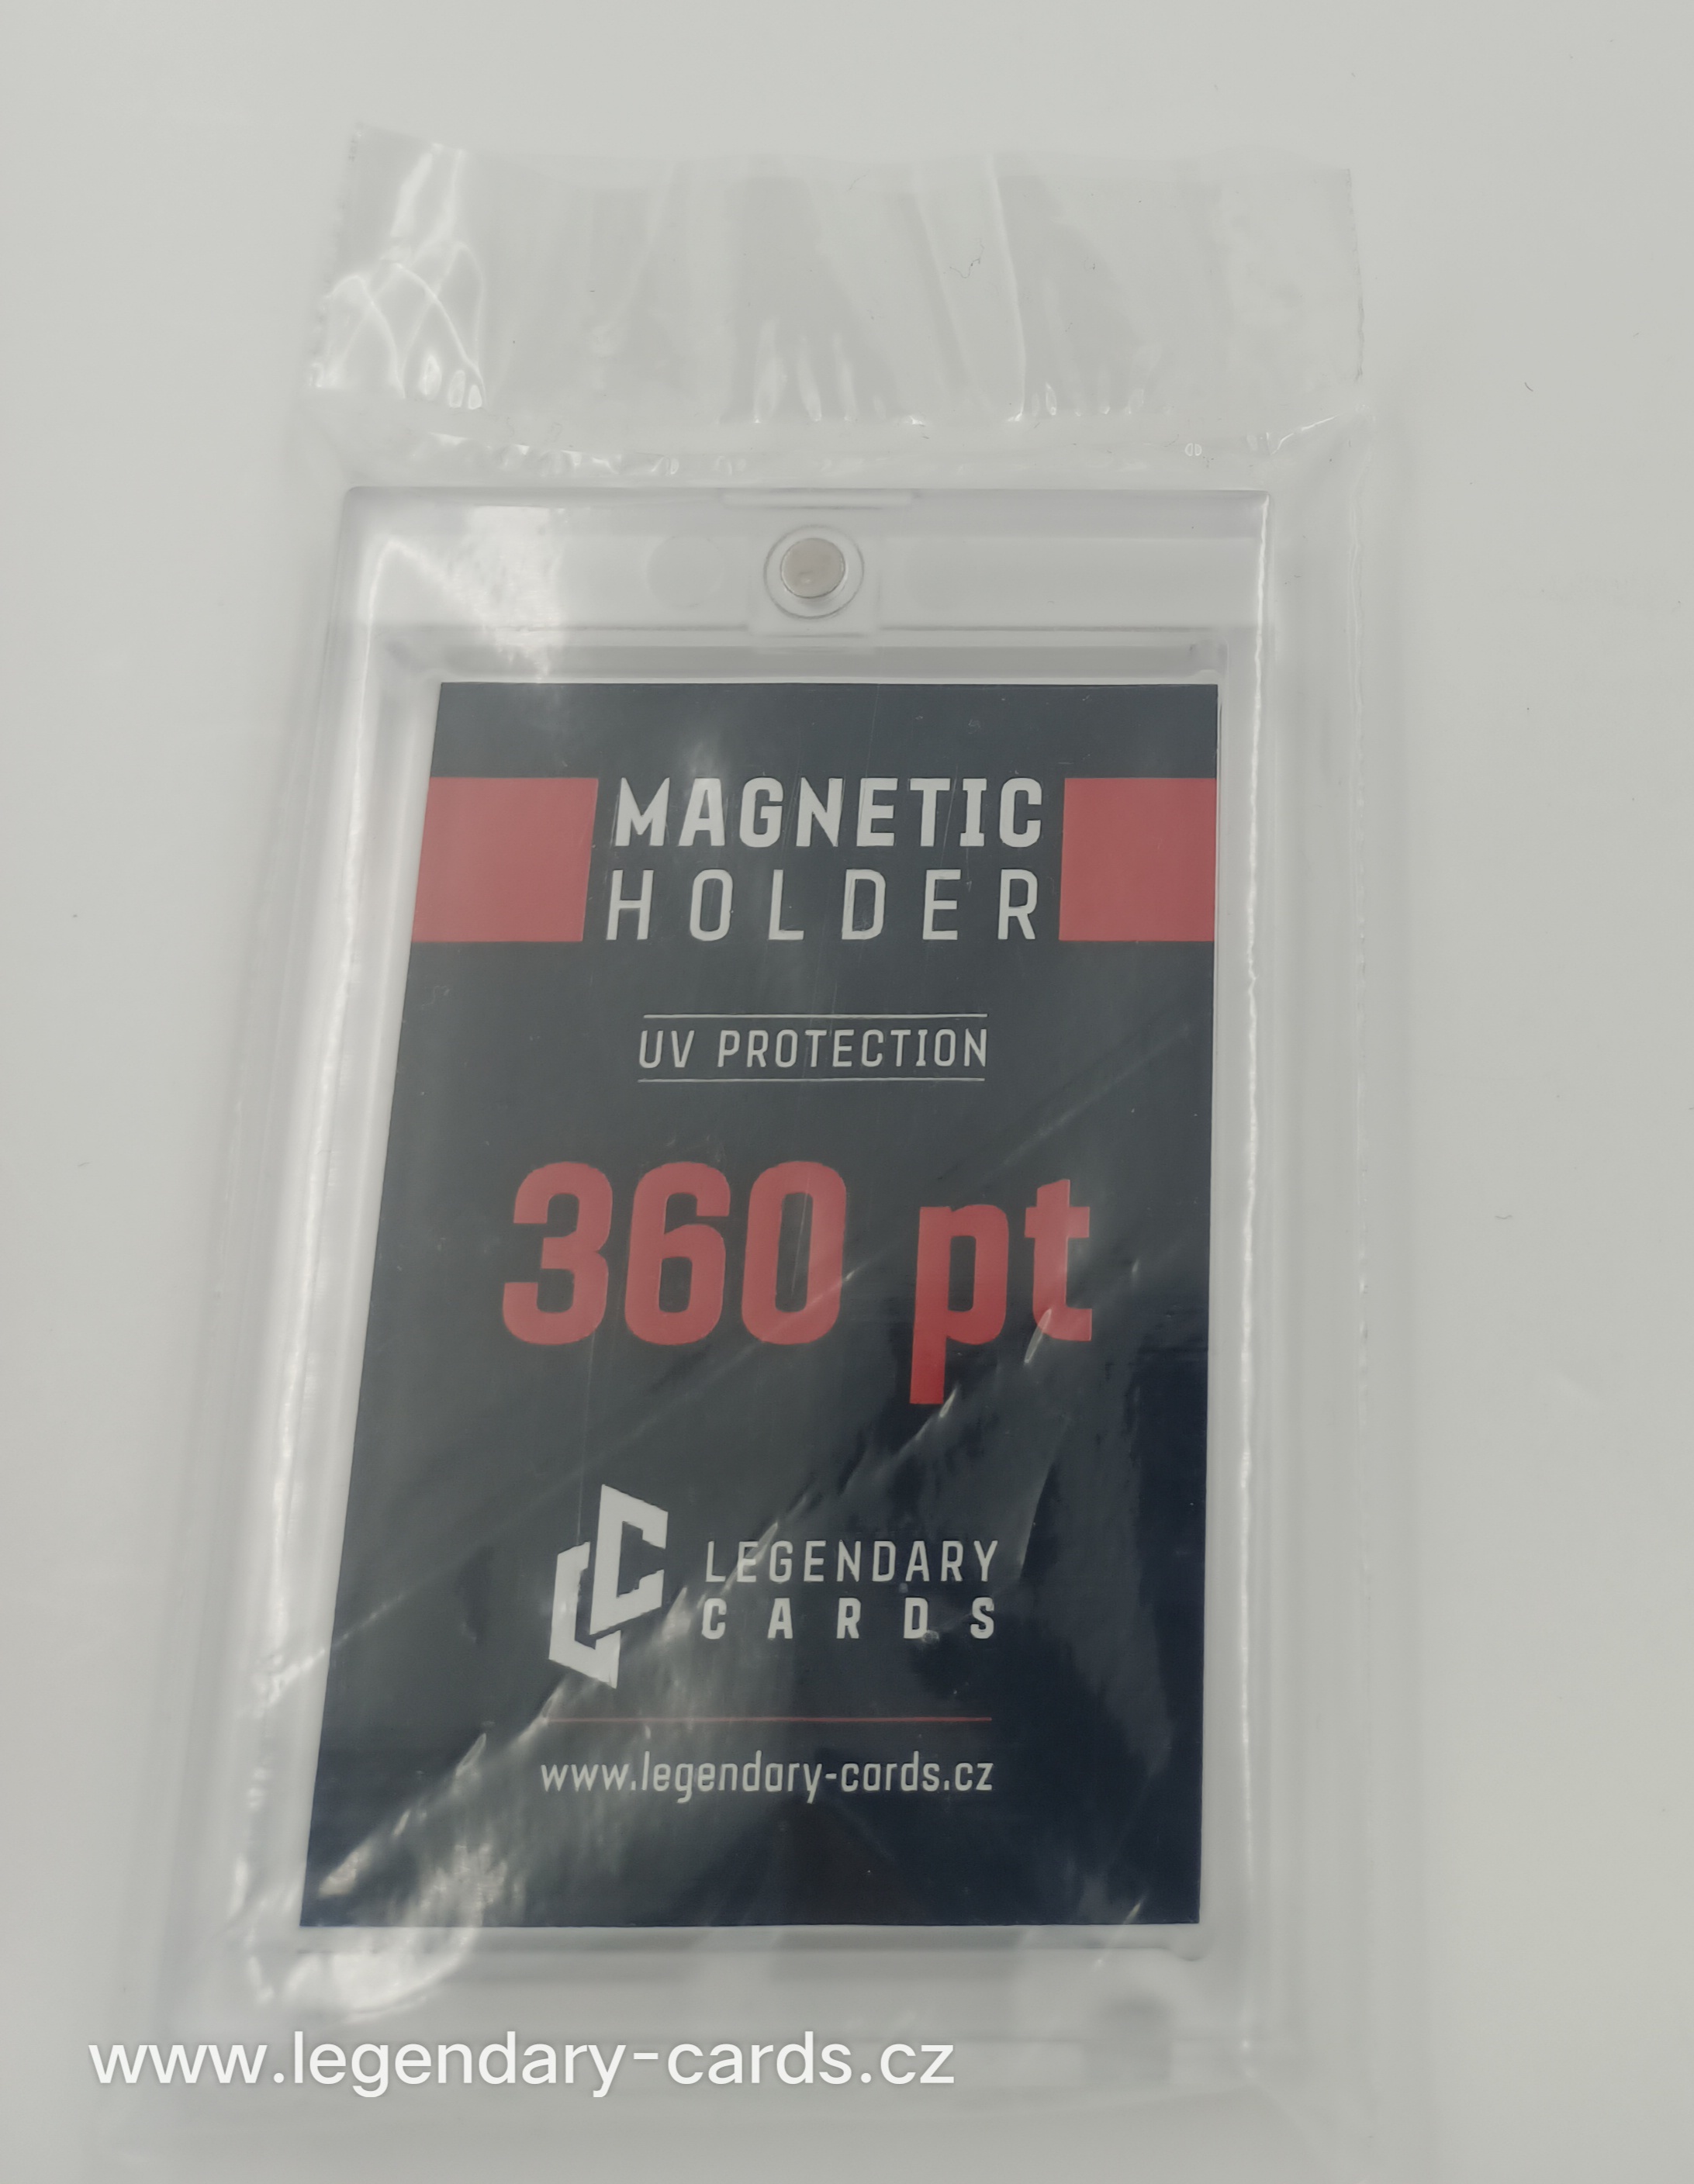 MAGNETIC
HOLDER
UV PROTECTION
360 pt
LEGENDARY
CARDS
www.legendary-cards.cz
www.legendary-cards.cz